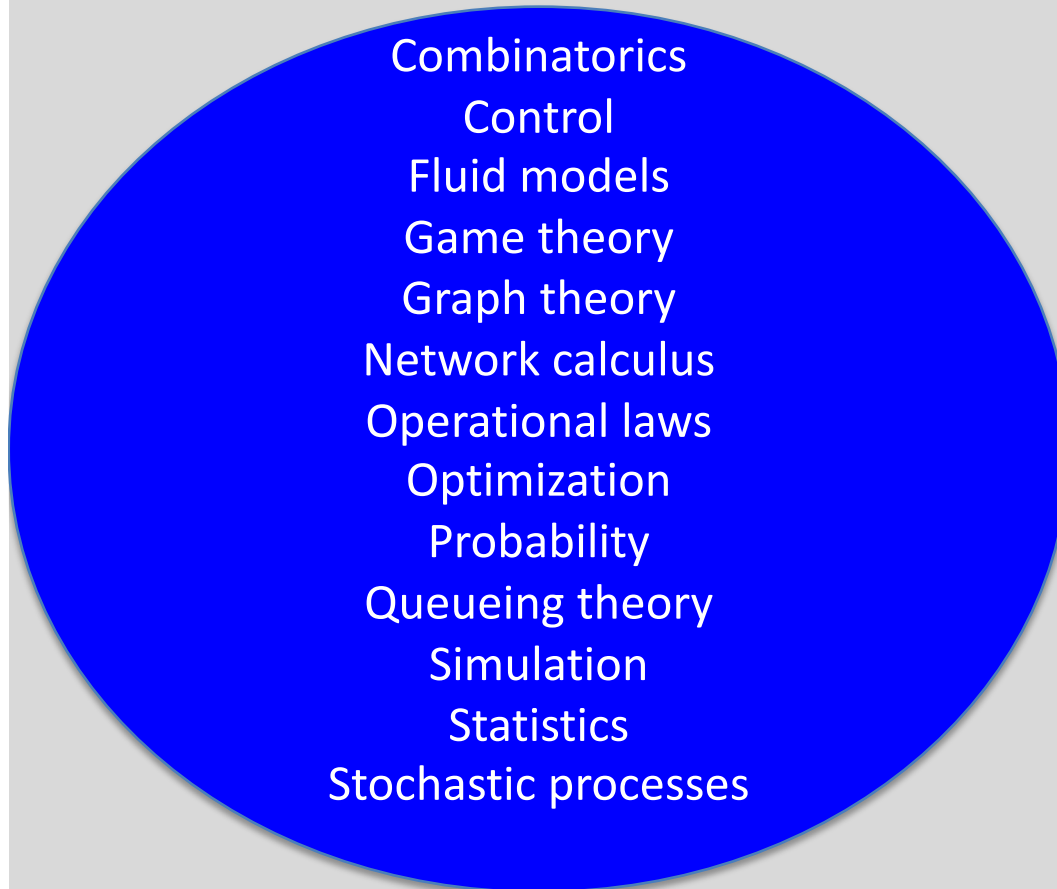 Combinatorics
Control
Fluid models
Game theory
Graph theory
Network calculus
Operational laws
Optimization
Probability
Queueing theory
Simulation
Statistics
Stochastic processes